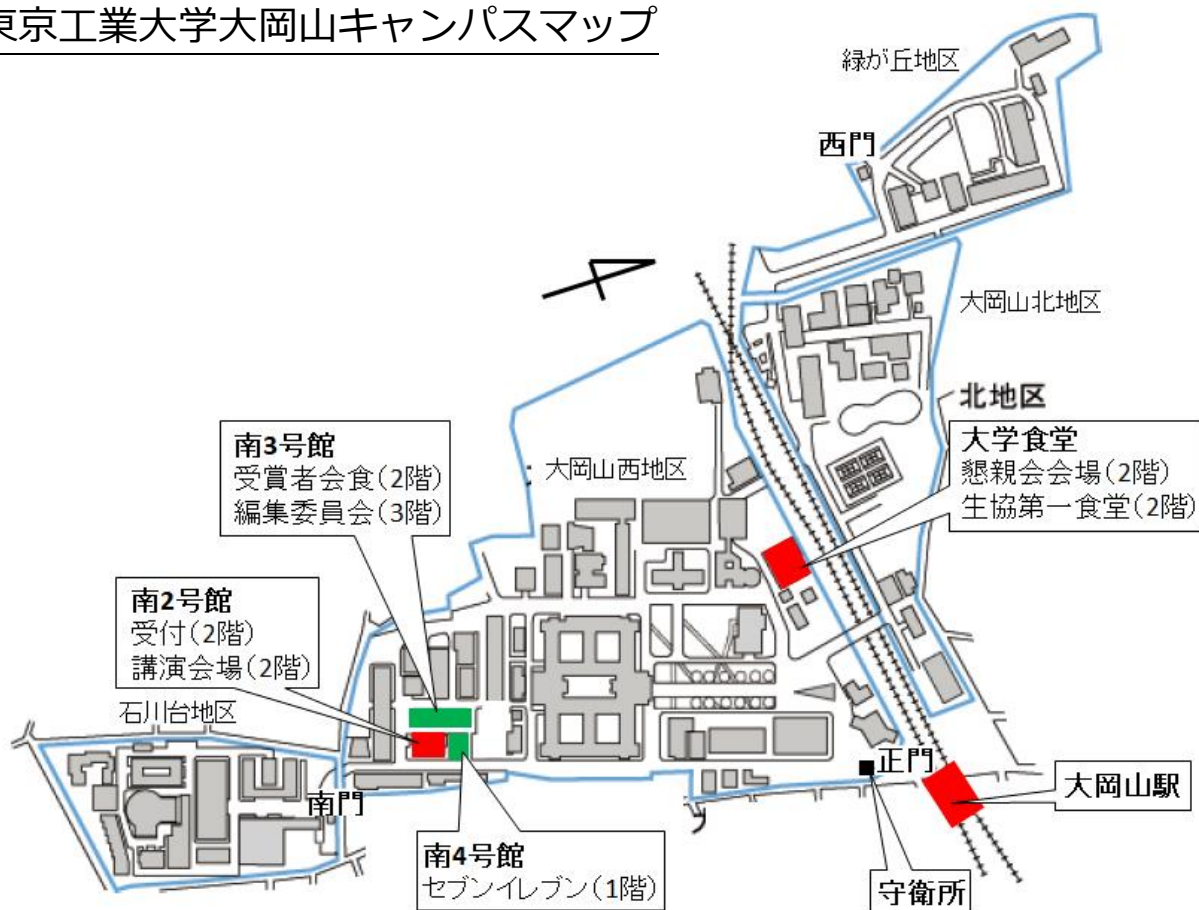 東京工業大学大岡山キャンパスマップ
緑が丘地区
西門
大岡山北地区
北地区
大学食堂
懇親会会場(2階)
生協第一食堂(2階)
南3号館
受賞者会食(2階)
編集委員会(3階)
大岡山西地区
南2号館
受付(2階)
講演会場(2階)
石川台地区
正門
大岡山駅
南門
南4号館
セブンイレブン(1階)
守衛所